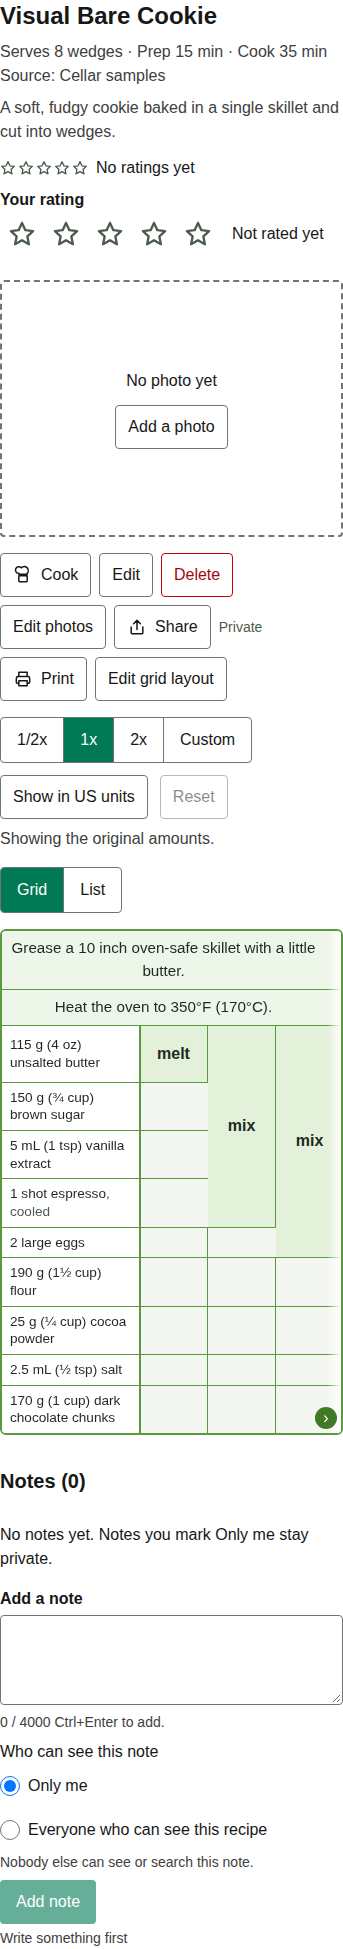 Visual Bare Cookie
Serves 8 wedges · Prep 15 min · Cook 35 min
Source: Cellar samples
A soft, fudgy cookie baked in a single skillet and
cut into wedges.
No ratings yet
Your rating
Not rated yet
No photo yet
Add a photo
Cook
Edit
Delete
Edit photos
Share
Private
Print
Edit grid layout
1/2x
1x
2x
Custom
Show in US units
Reset
Showing the original amounts.
Grid
List
Grease a 10 inch oven-safe skillet with a little
butter.
Heat the oven to 350°F (170°C).
115 g (4 oz)
unsalted butter
melt
150 g (¾ cup)
brown sugar
mix
mix
5 mL (1 tsp) vanilla
extract
1 shot espresso,
cooled
2 large eggs
190 g (1½ cup)
flour
25 g (¼ cup) cocoa
powder
2.5 mL (½ tsp) salt
170 g (1 cup) dark
chocolate chunks
›
Notes (0)
No notes yet. Notes you mark Only me stay
private.
Add a note
0 / 4000 Ctrl+Enter to add.
Who can see this note
Only me
Everyone who can see this recipe
Nobody else can see or search this note.
Add note
Write something first